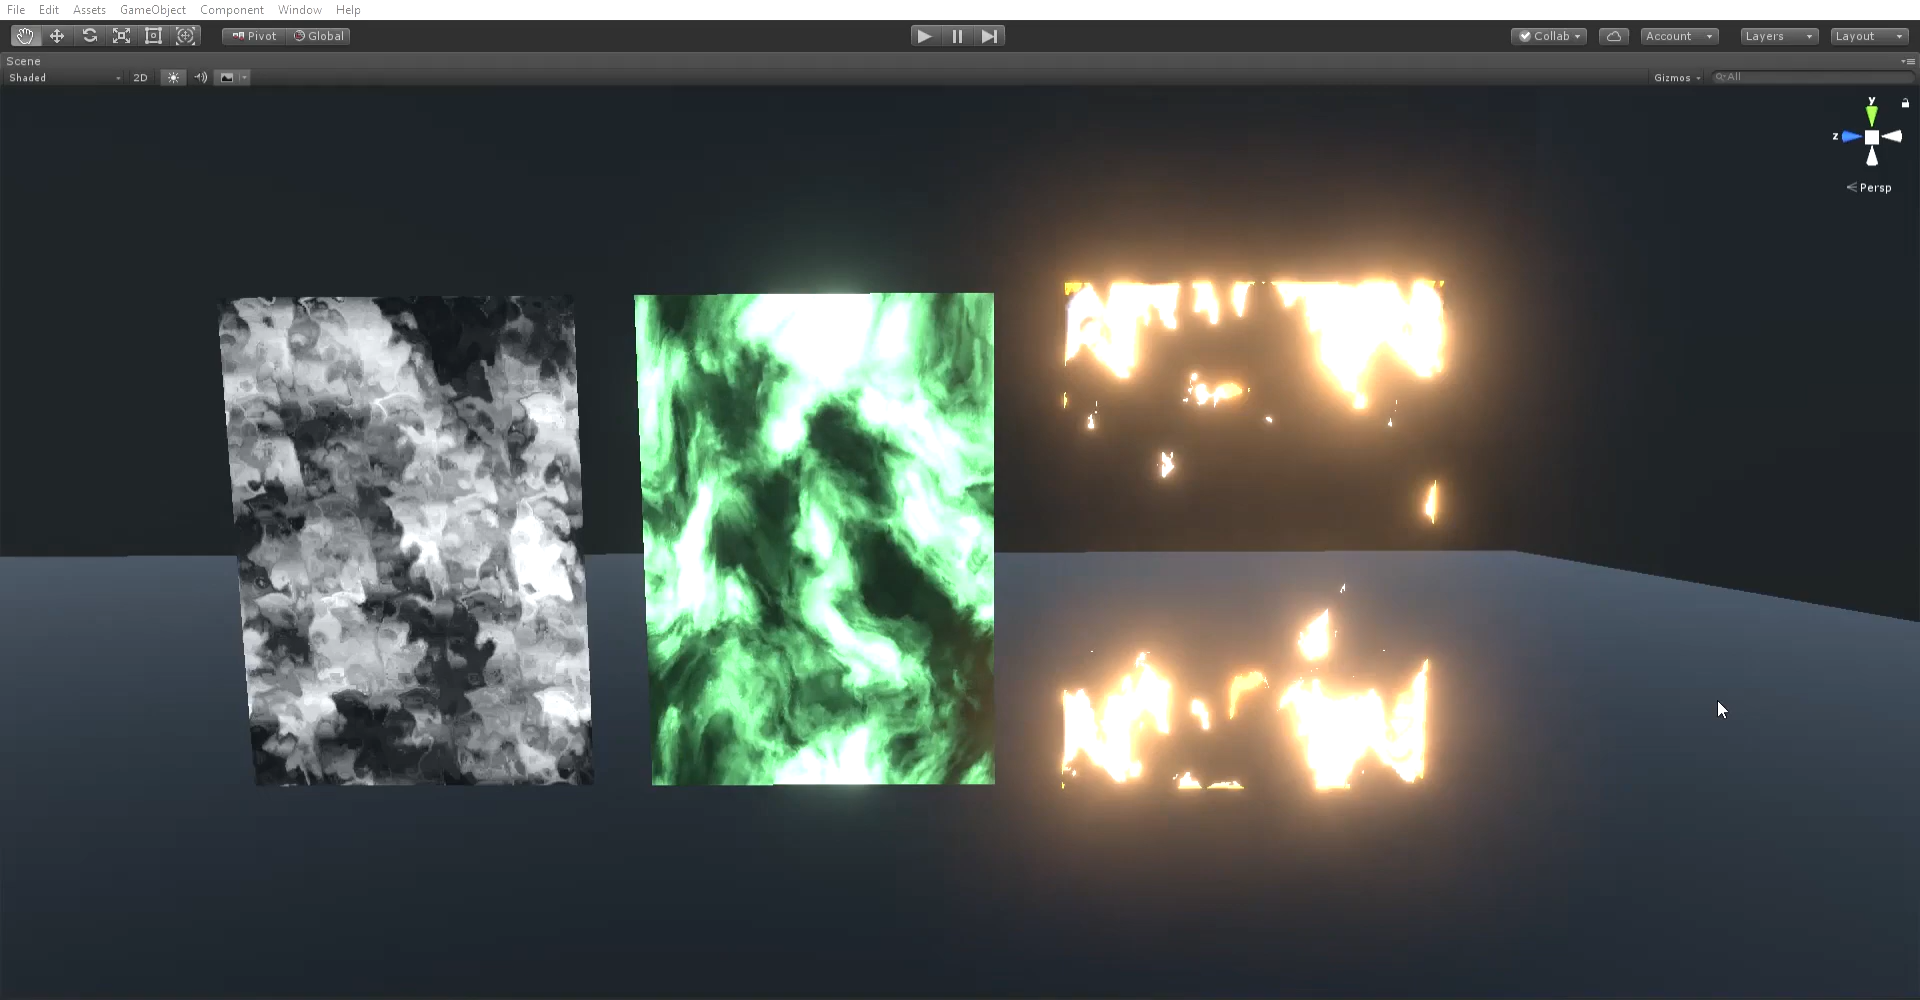 File Edit Assets GameObject Component Window Help
Pivot Global Collab Account Layers Layout
Scene
Shaded 2D Gizmos All
y
z
Persp